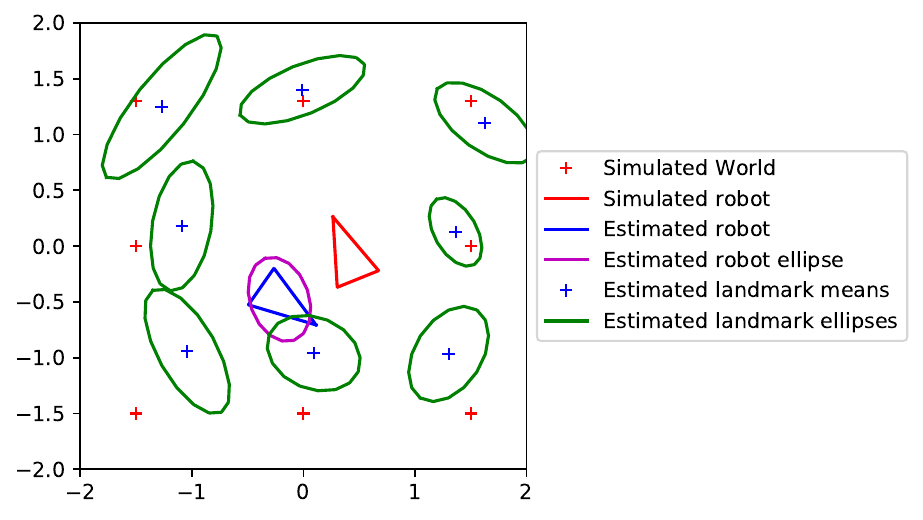 2.0
1.5
1.0
0.5
0.0
−0.5
−1.0
−1.5
−2.0
−2
−1
0
1
2
Simulated World
Simulated robot
Estimated robot
Estimated robot ellipse
Estimated landmark means
Estimated landmark ellipses